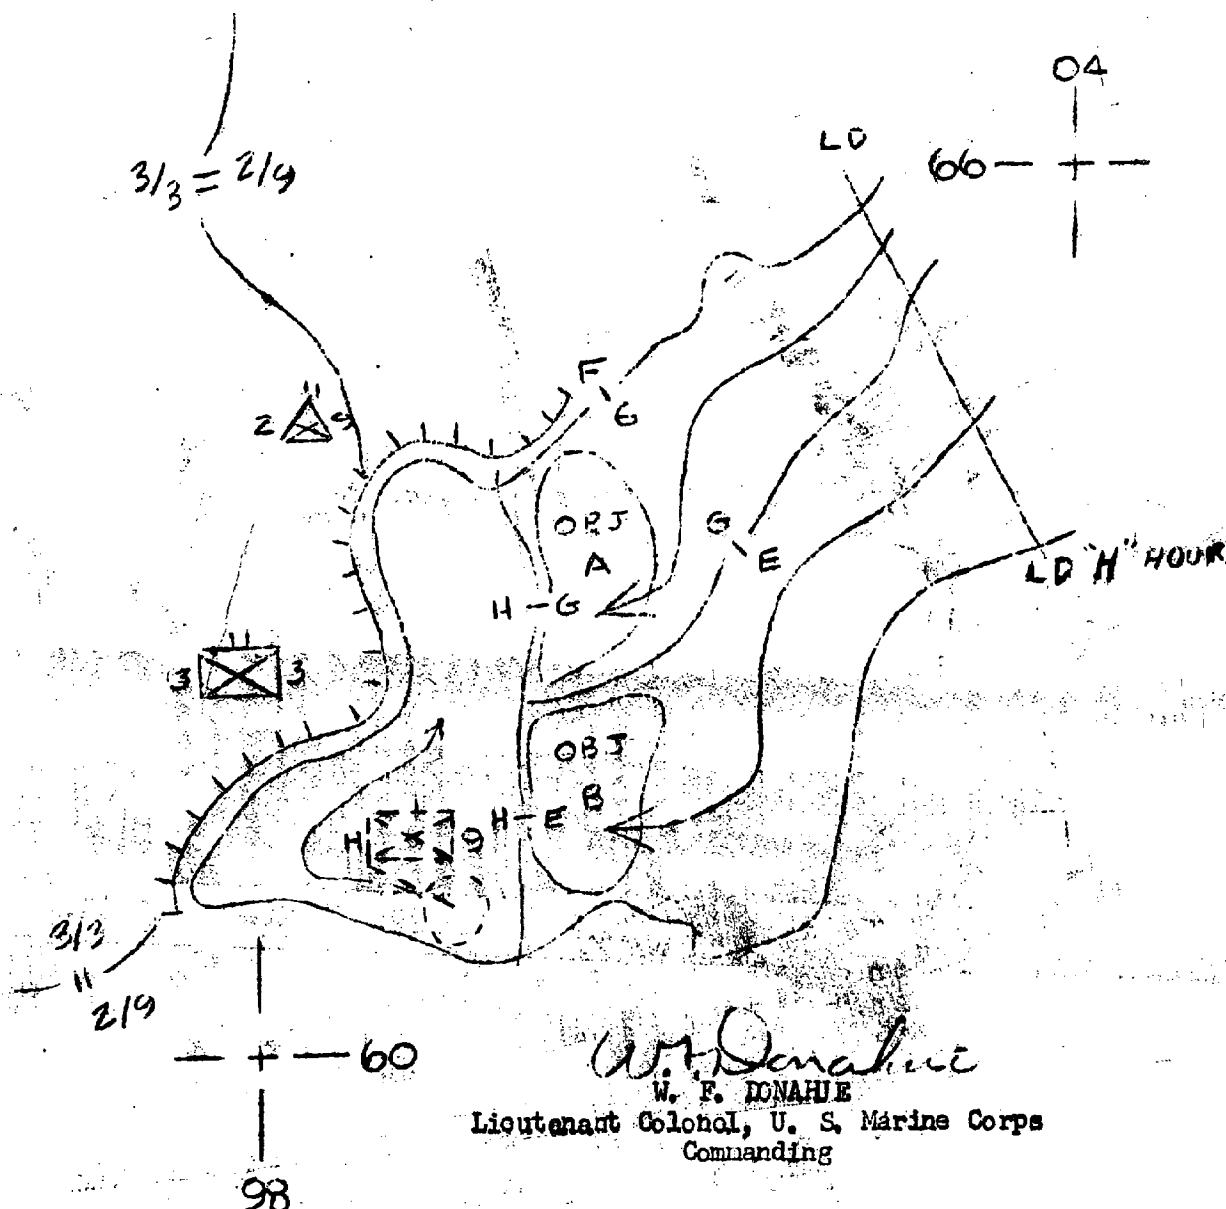 04
LD
66
3/3 = 2/9
F
G
2 9
OBJ
A
G
E
LD "H" HOUR
H - G
3 3
OBJ
B
H - E
H 9
3/3
"
2/9
60
98
W. F. Donahue
W. F. DONAHUE
Lieutenant Colonel, U. S. Marine Corps
Commanding